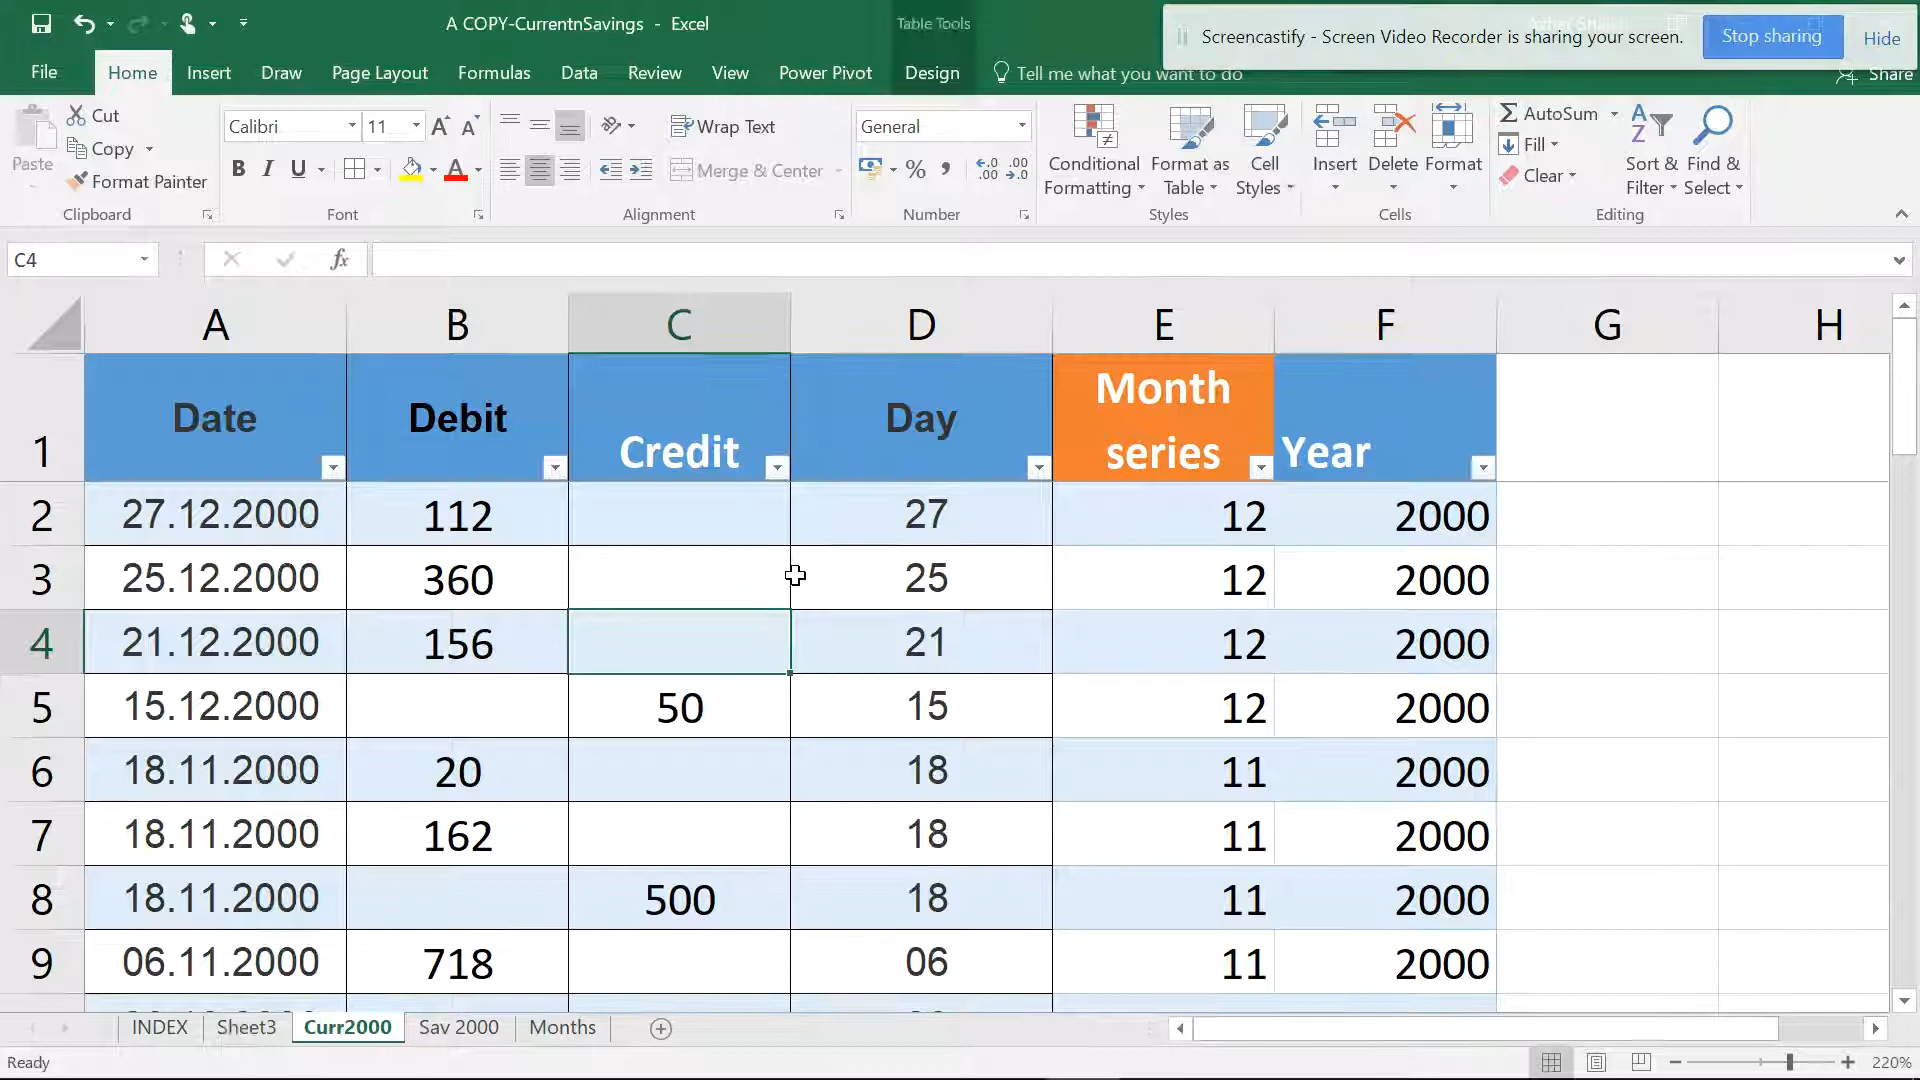 A COPY-CurrentnSavings - Excel
Table Tools
Screencastify - Screen Video Recorder is sharing your screen.
Stop sharing
Hide
File Home Insert Draw Page Layout Formulas Data Review View Power Pivot Design Tell me what you want to do Share
Paste
Cut
Copy
Format Painter
Clipboard
Calibri 11
B I U
Font
Wrap Text
Merge & Center
Alignment
General
Number
Conditional Formatting
Format as Table
Cell Styles
Styles
Insert Delete Format
Cells
AutoSum
Fill
Clear
Sort & Filter
Find & Select
Editing
C4
fx
A B C D E F G H
1 Date Debit Credit Day Month series Year
2 27.12.2000 112 27 12 2000
3 25.12.2000 360 25 12 2000
4 21.12.2000 156 21 12 2000
5 15.12.2000 50 15 12 2000
6 18.11.2000 20 18 11 2000
7 18.11.2000 162 18 11 2000
8 18.11.2000 500 18 11 2000
9 06.11.2000 718 06 11 2000
INDEX Sheet3 Curr2000 Sav 2000 Months
Ready
220%